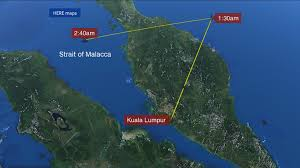 HERE maps
2:40am
1:30am
Strait of Malacca
Kuala Lumpur